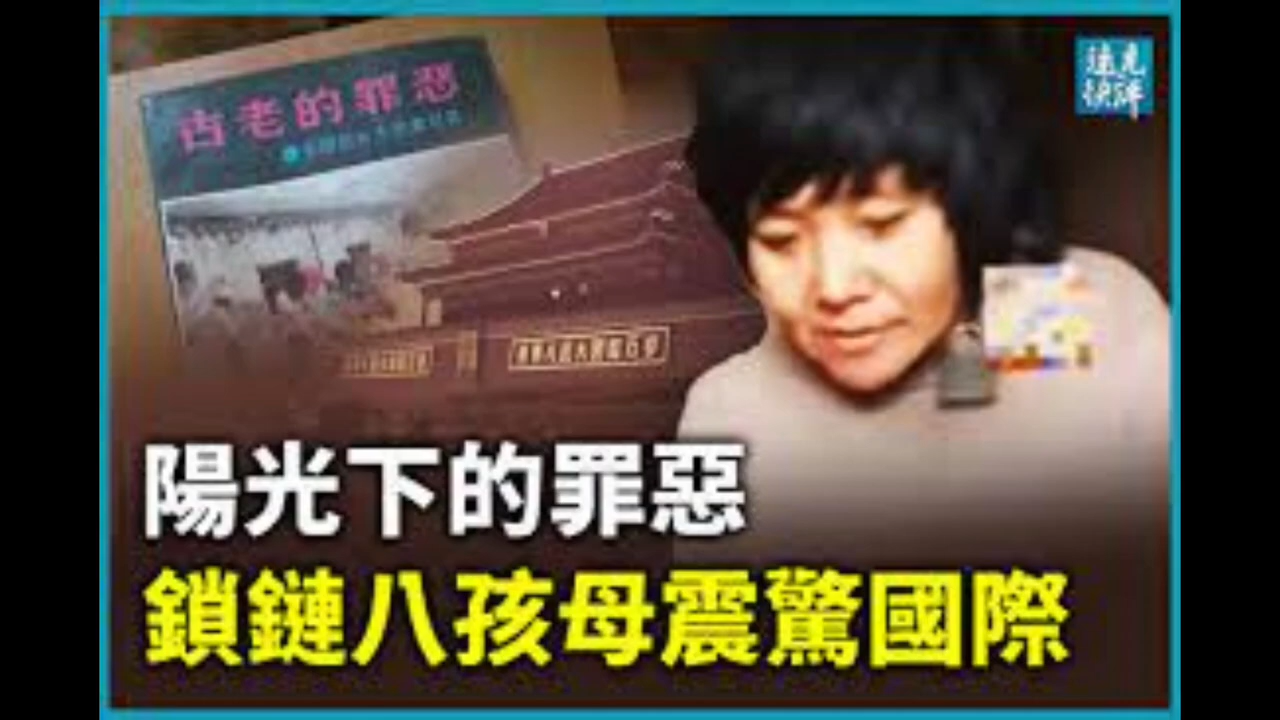 古老的罪惡
遠見
快評
陽光下的罪惡
鎖鏈八孩母震驚國際